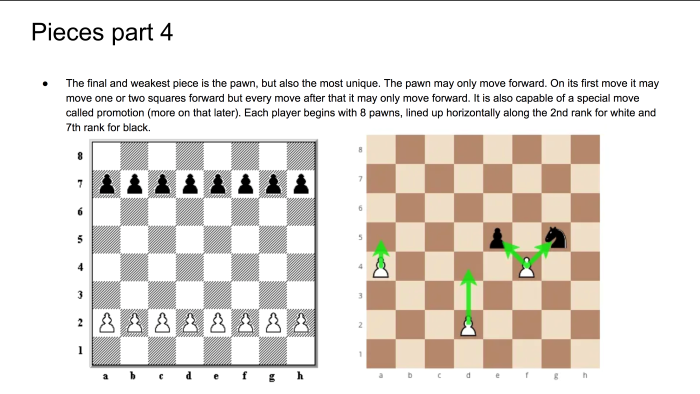 Pieces part 4
The final and weakest piece is the pawn, but also the most unique. The pawn may only move forward. On its first move it may
move one or two squares forward but every move after that it may only move forward. It is also capable of a special move
called promotion (more on that later). Each player begins with 8 pawns, lined up horizontally along the 2nd rank for white and
7th rank for black.
8
7
6
5
4
3
2
1
a b c d e f g h
8
7
6
5
4
3
2
1
a b c d e f g h